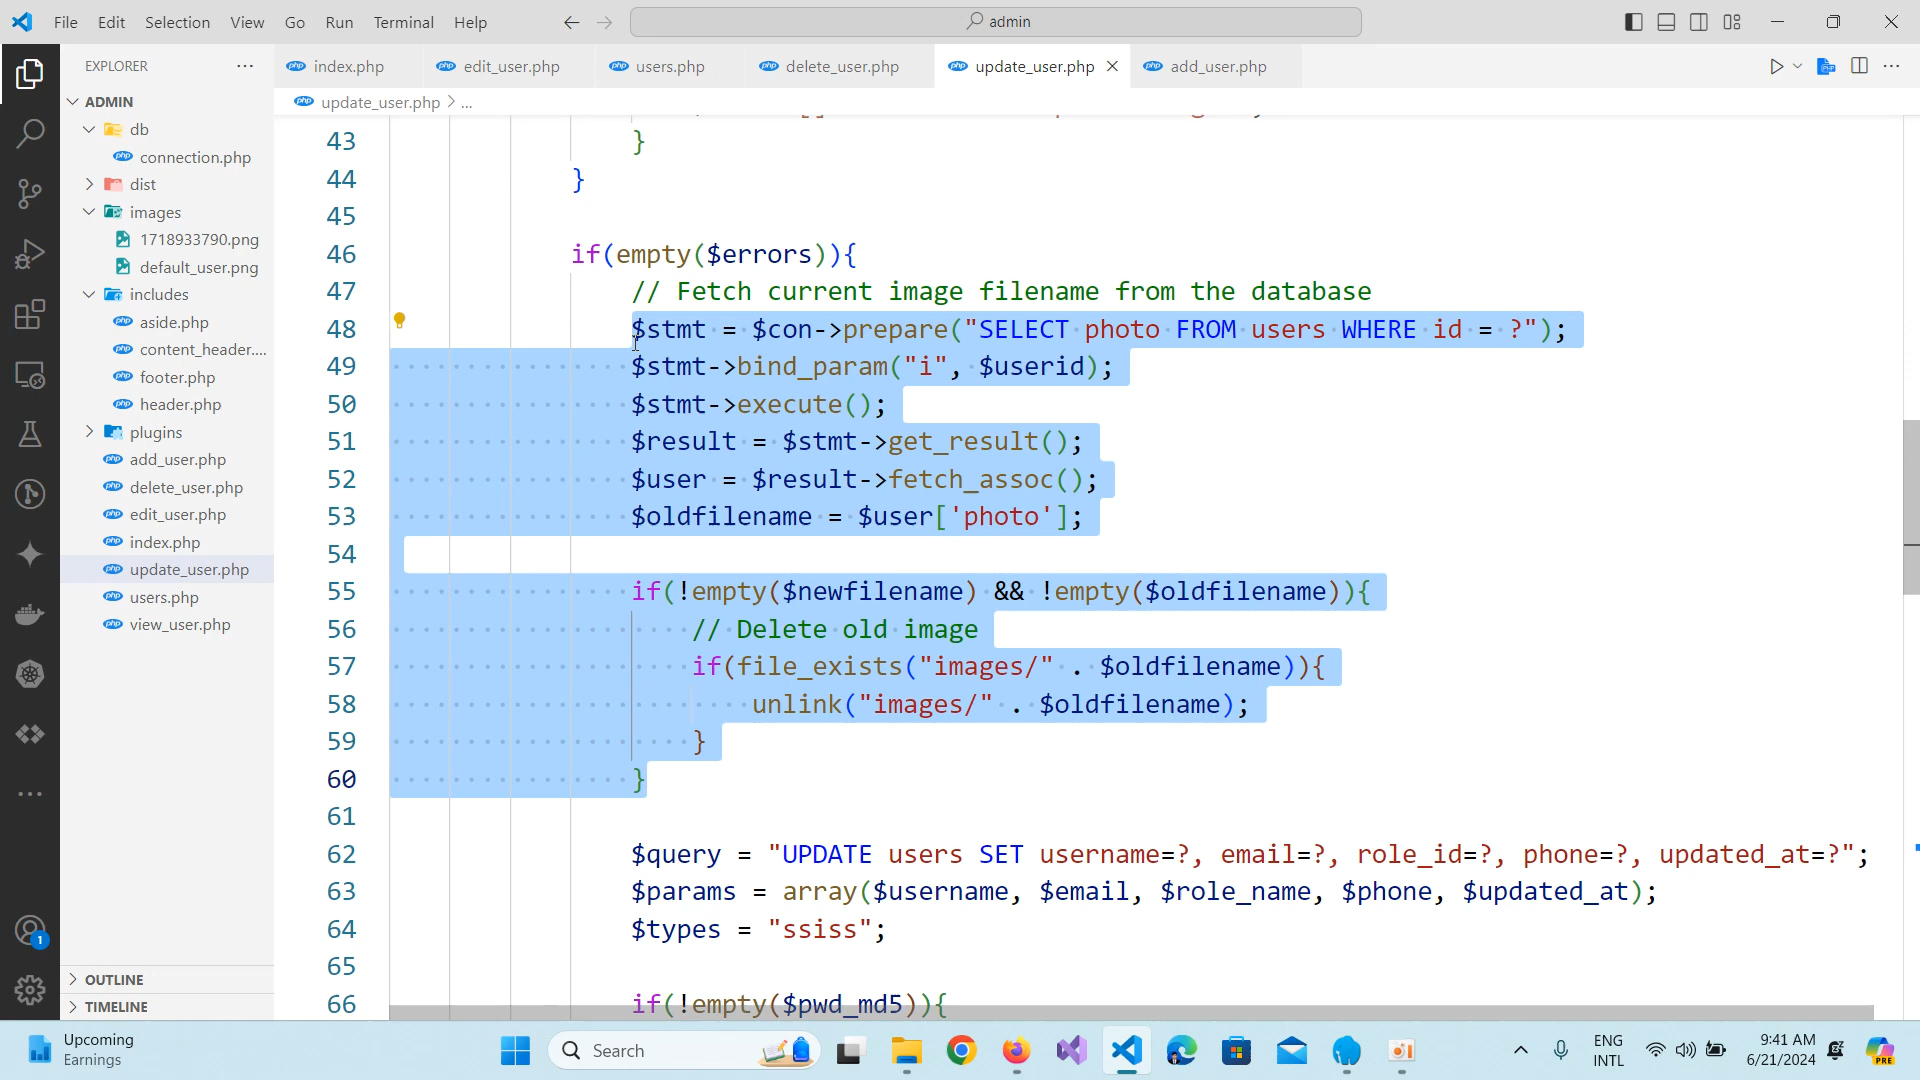 File Edit Selection View Go Run Terminal Help
admin
EXPLORER
index.php
edit_user.php
users.php
delete_user.php
update_user.php
add_user.php
update_user.php > ...
ADMIN
db
connection.php
dist
images
1718933790.png
default_user.png
includes
aside.php
content_header....
footer.php
header.php
plugins
add_user.php
delete_user.php
edit_user.php
index.php
update_user.php
users.php
view_user.php
OUTLINE
TIMELINE
43 }
44 }
45
46 if(empty($errors)){
47 // Fetch current image filename from the database
48 $stmt = $con->prepare("SELECT photo FROM users WHERE id = ?");
49 $stmt->bind_param("i", $userid);
50 $stmt->execute();
51 $result = $stmt->get_result();
52 $user = $result->fetch_assoc();
53 $oldfilename = $user['photo'];
54
55 if(!empty($newfilename) && !empty($oldfilename)){
56 // Delete old image
57 if(file_exists("images/" . $oldfilename)){
58 unlink("images/" . $oldfilename);
59 }
60 }
61
62 $query = "UPDATE users SET username=?, email=?, role_id=?, phone=?, updated_at=?";
63 $params = array($username, $email, $role_name, $phone, $updated_at);
64 $types = "ssiss";
65
66 if(!empty($pwd_md5)){
1
Upcoming
Earnings
Search
ENG
INTL
9:41 AM
6/21/2024
PRE